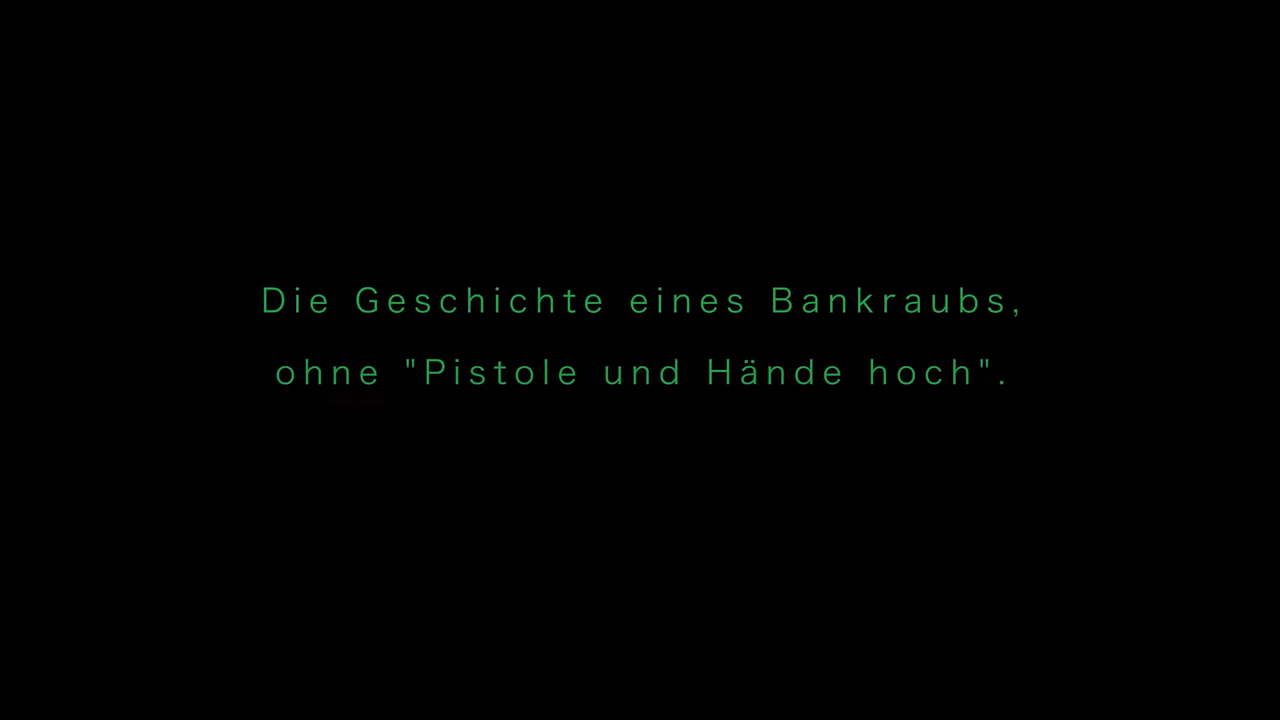 Die Geschichte eines Bankraubs,
ohne "Pistole und Hände hoch".